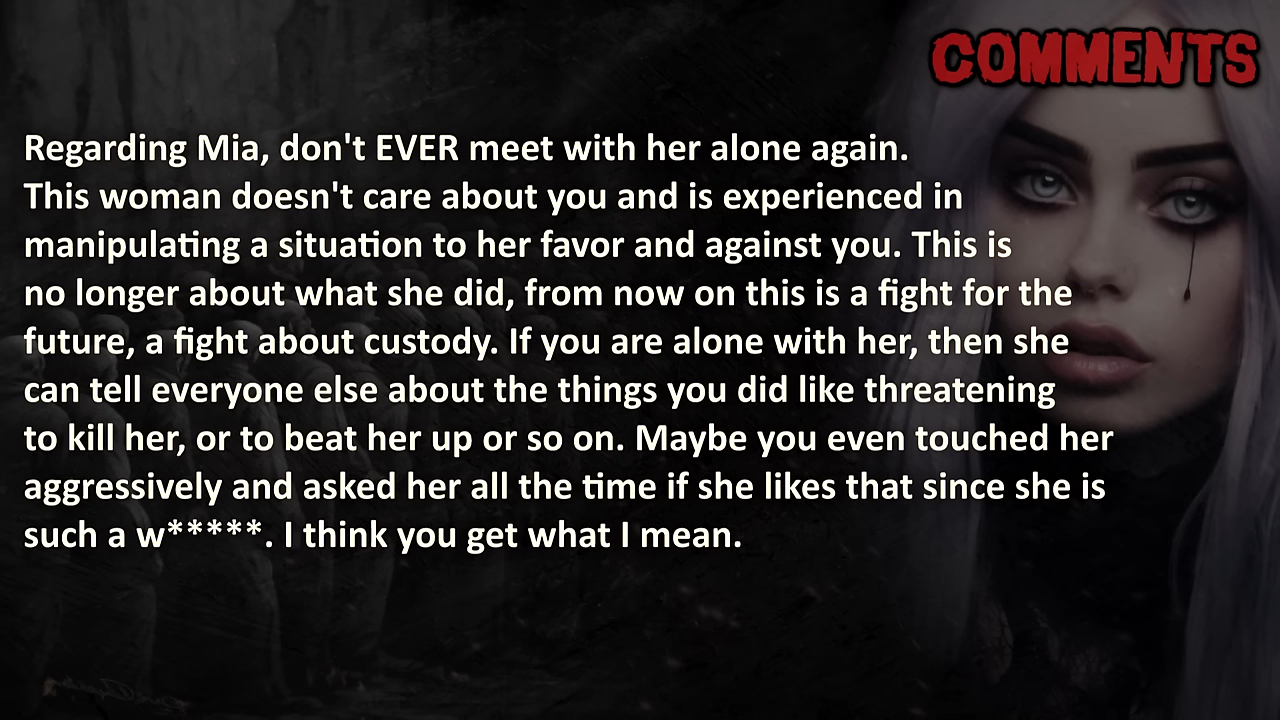 COMMENTS
Regarding Mia, don't EVER meet with her alone again.
This woman doesn't care about you and is experienced in
manipulating a situation to her favor and against you. This is
no longer about what she did, from now on this is a fight for the
future, a fight about custody. If you are alone with her, then she
can tell everyone else about the things you did like threatening
to kill her, or to beat her up or so on. Maybe you even touched her
aggressively and asked her all the time if she likes that since she is
such a w*****. I think you get what I mean.